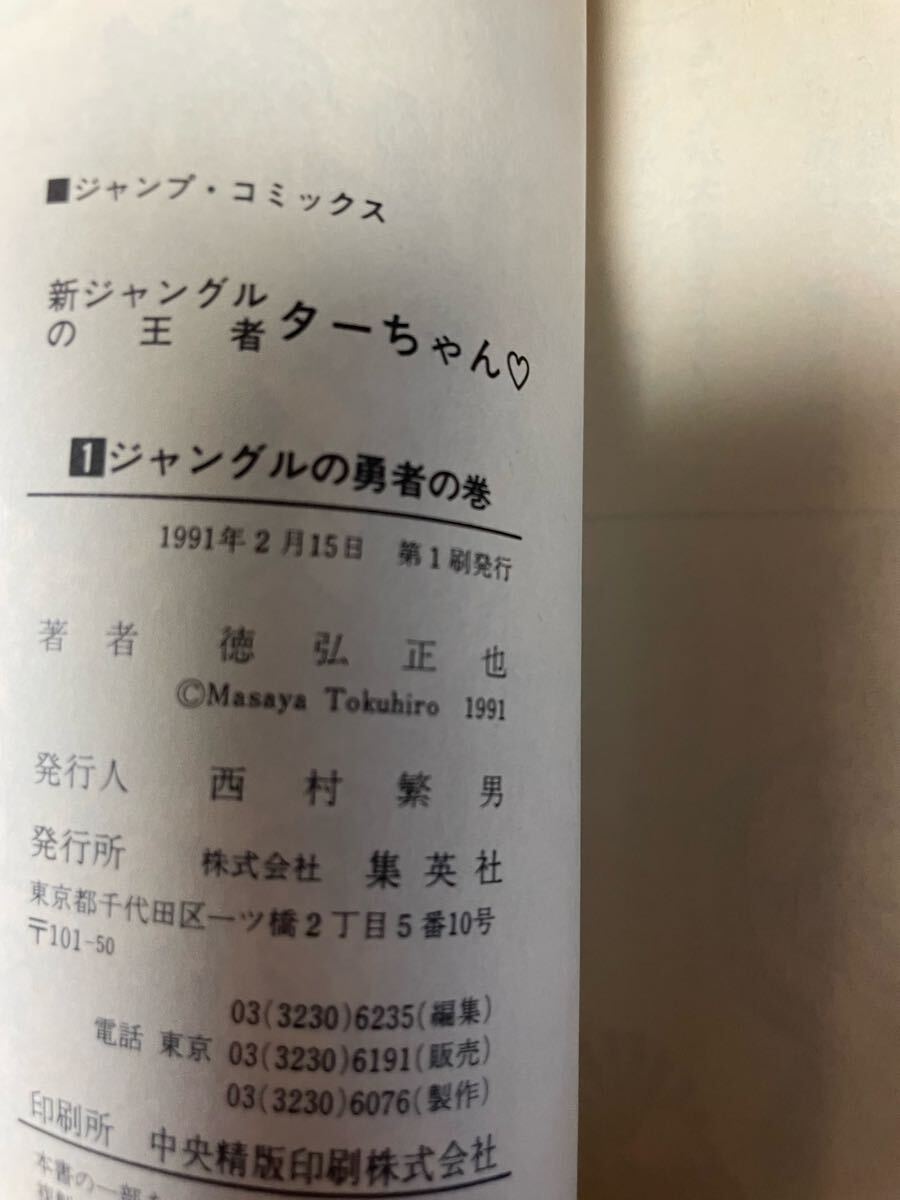 ■ジャンプ・コミックス
新ジャングルの王者ターちゃん♡
1ジャングルの勇者の巻
1991年2月15日 第1刷発行
著者 徳弘正也
©Masaya Tokuhiro 1991
発行人 西村繁男
発行所 株式会社 集英社
東京都千代田区一ツ橋2丁目5番10号
〒101-50
03(3230)6235(編集)
電話 東京 03(3230)6191(販売)
03(3230)6076(製作)
印刷所 中央精版印刷株式会社
本書の一部